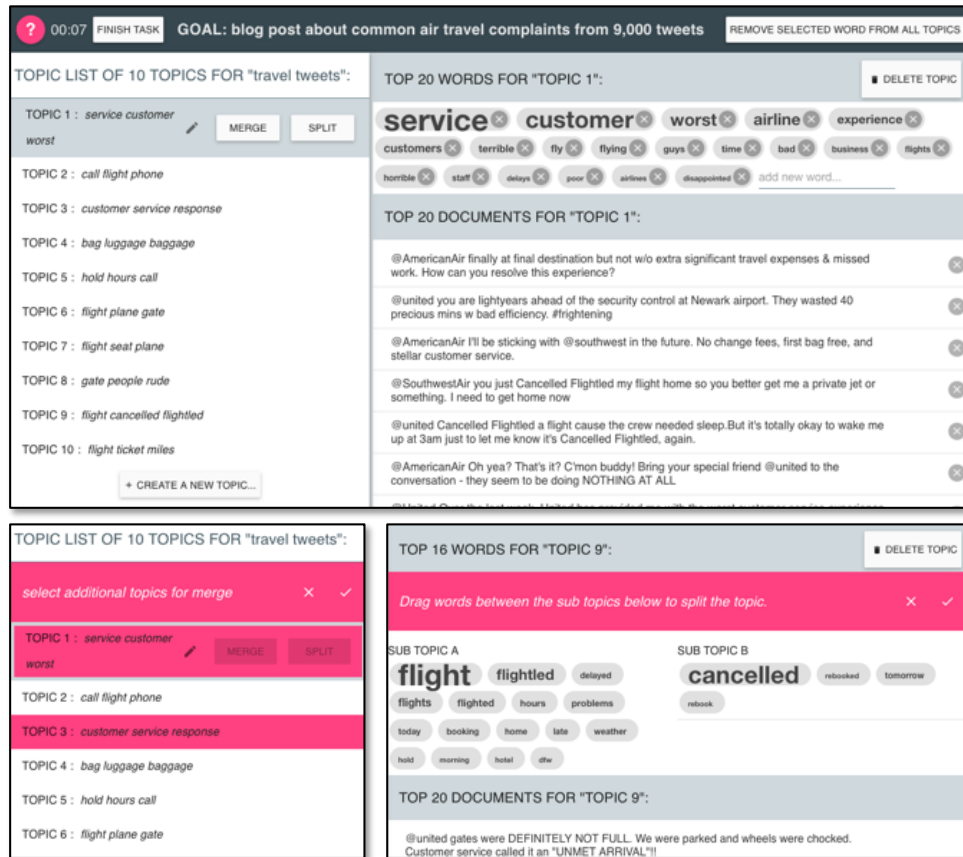 ? 00:07 FINISH TASK GOAL: blog post about common air travel complaints from 9,000 tweets REMOVE SELECTED WORD FROM ALL TOPICS
TOPIC LIST OF 10 TOPICS FOR "travel tweets":
TOPIC 1 : service customer
worst
MERGE SPLIT
TOPIC 2 : call flight phone
TOPIC 3 : customer service response
TOPIC 4 : bag luggage baggage
TOPIC 5 : hold hours call
TOPIC 6 : flight plane gate
TOPIC 7 : flight seat plane
TOPIC 8 : gate people rude
TOPIC 9 : flight cancelled flightled
TOPIC 10 : flight ticket miles
+ CREATE A NEW TOPIC...
TOP 20 WORDS FOR "TOPIC 1": DELETE TOPIC
service customer worst airline experience
customers terrible fly flying guys time bad business flights
horrible staff delays poor airlines disappointed add new word...
TOP 20 DOCUMENTS FOR "TOPIC 1":
@AmericanAir finally at final destination but not w/o extra significant travel expenses & missed
work. How can you resolve this experience?
@united you are lightyears ahead of the security control at Newark airport. They wasted 40
precious mins w bad efficiency. #frightening
@AmericanAir I'll be sticking with @southwest in the future. No change fees, first bag free, and
stellar customer service.
@SouthwestAir you just Cancelled Flightled my flight home so you better get me a private jet or
something. I need to get home now
@united Cancelled Flightled a flight cause the crew needed sleep.But it's totally okay to wake me
up at 3am just to let me know it's Cancelled Flightled, again.
@AmericanAir Oh yea? That's it? C'mon buddy! Bring your special friend @united to the
conversation - they seem to be doing NOTHING AT ALL
TOPIC LIST OF 10 TOPICS FOR "travel tweets":
select additional topics for merge
TOPIC 1 : service customer
worst
MERGE SPLIT
TOPIC 2 : call flight phone
TOPIC 3 : customer service response
TOPIC 4 : bag luggage baggage
TOPIC 5 : hold hours call
TOPIC 6 : flight plane gate
TOP 16 WORDS FOR "TOPIC 9": DELETE TOPIC
Drag words between the sub topics below to split the topic.
SUB TOPIC A
flight flightled delayed
flights flighted hours problems
today booking home late weather
hold morning hotel dfw
SUB TOPIC B
cancelled rebooked tomorrow
rebook
TOP 20 DOCUMENTS FOR "TOPIC 9":
@united gates were DEFINITELY NOT FULL. We were parked and wheels were chocked.
Customer service called it an "UNMET ARRIVAL"!!